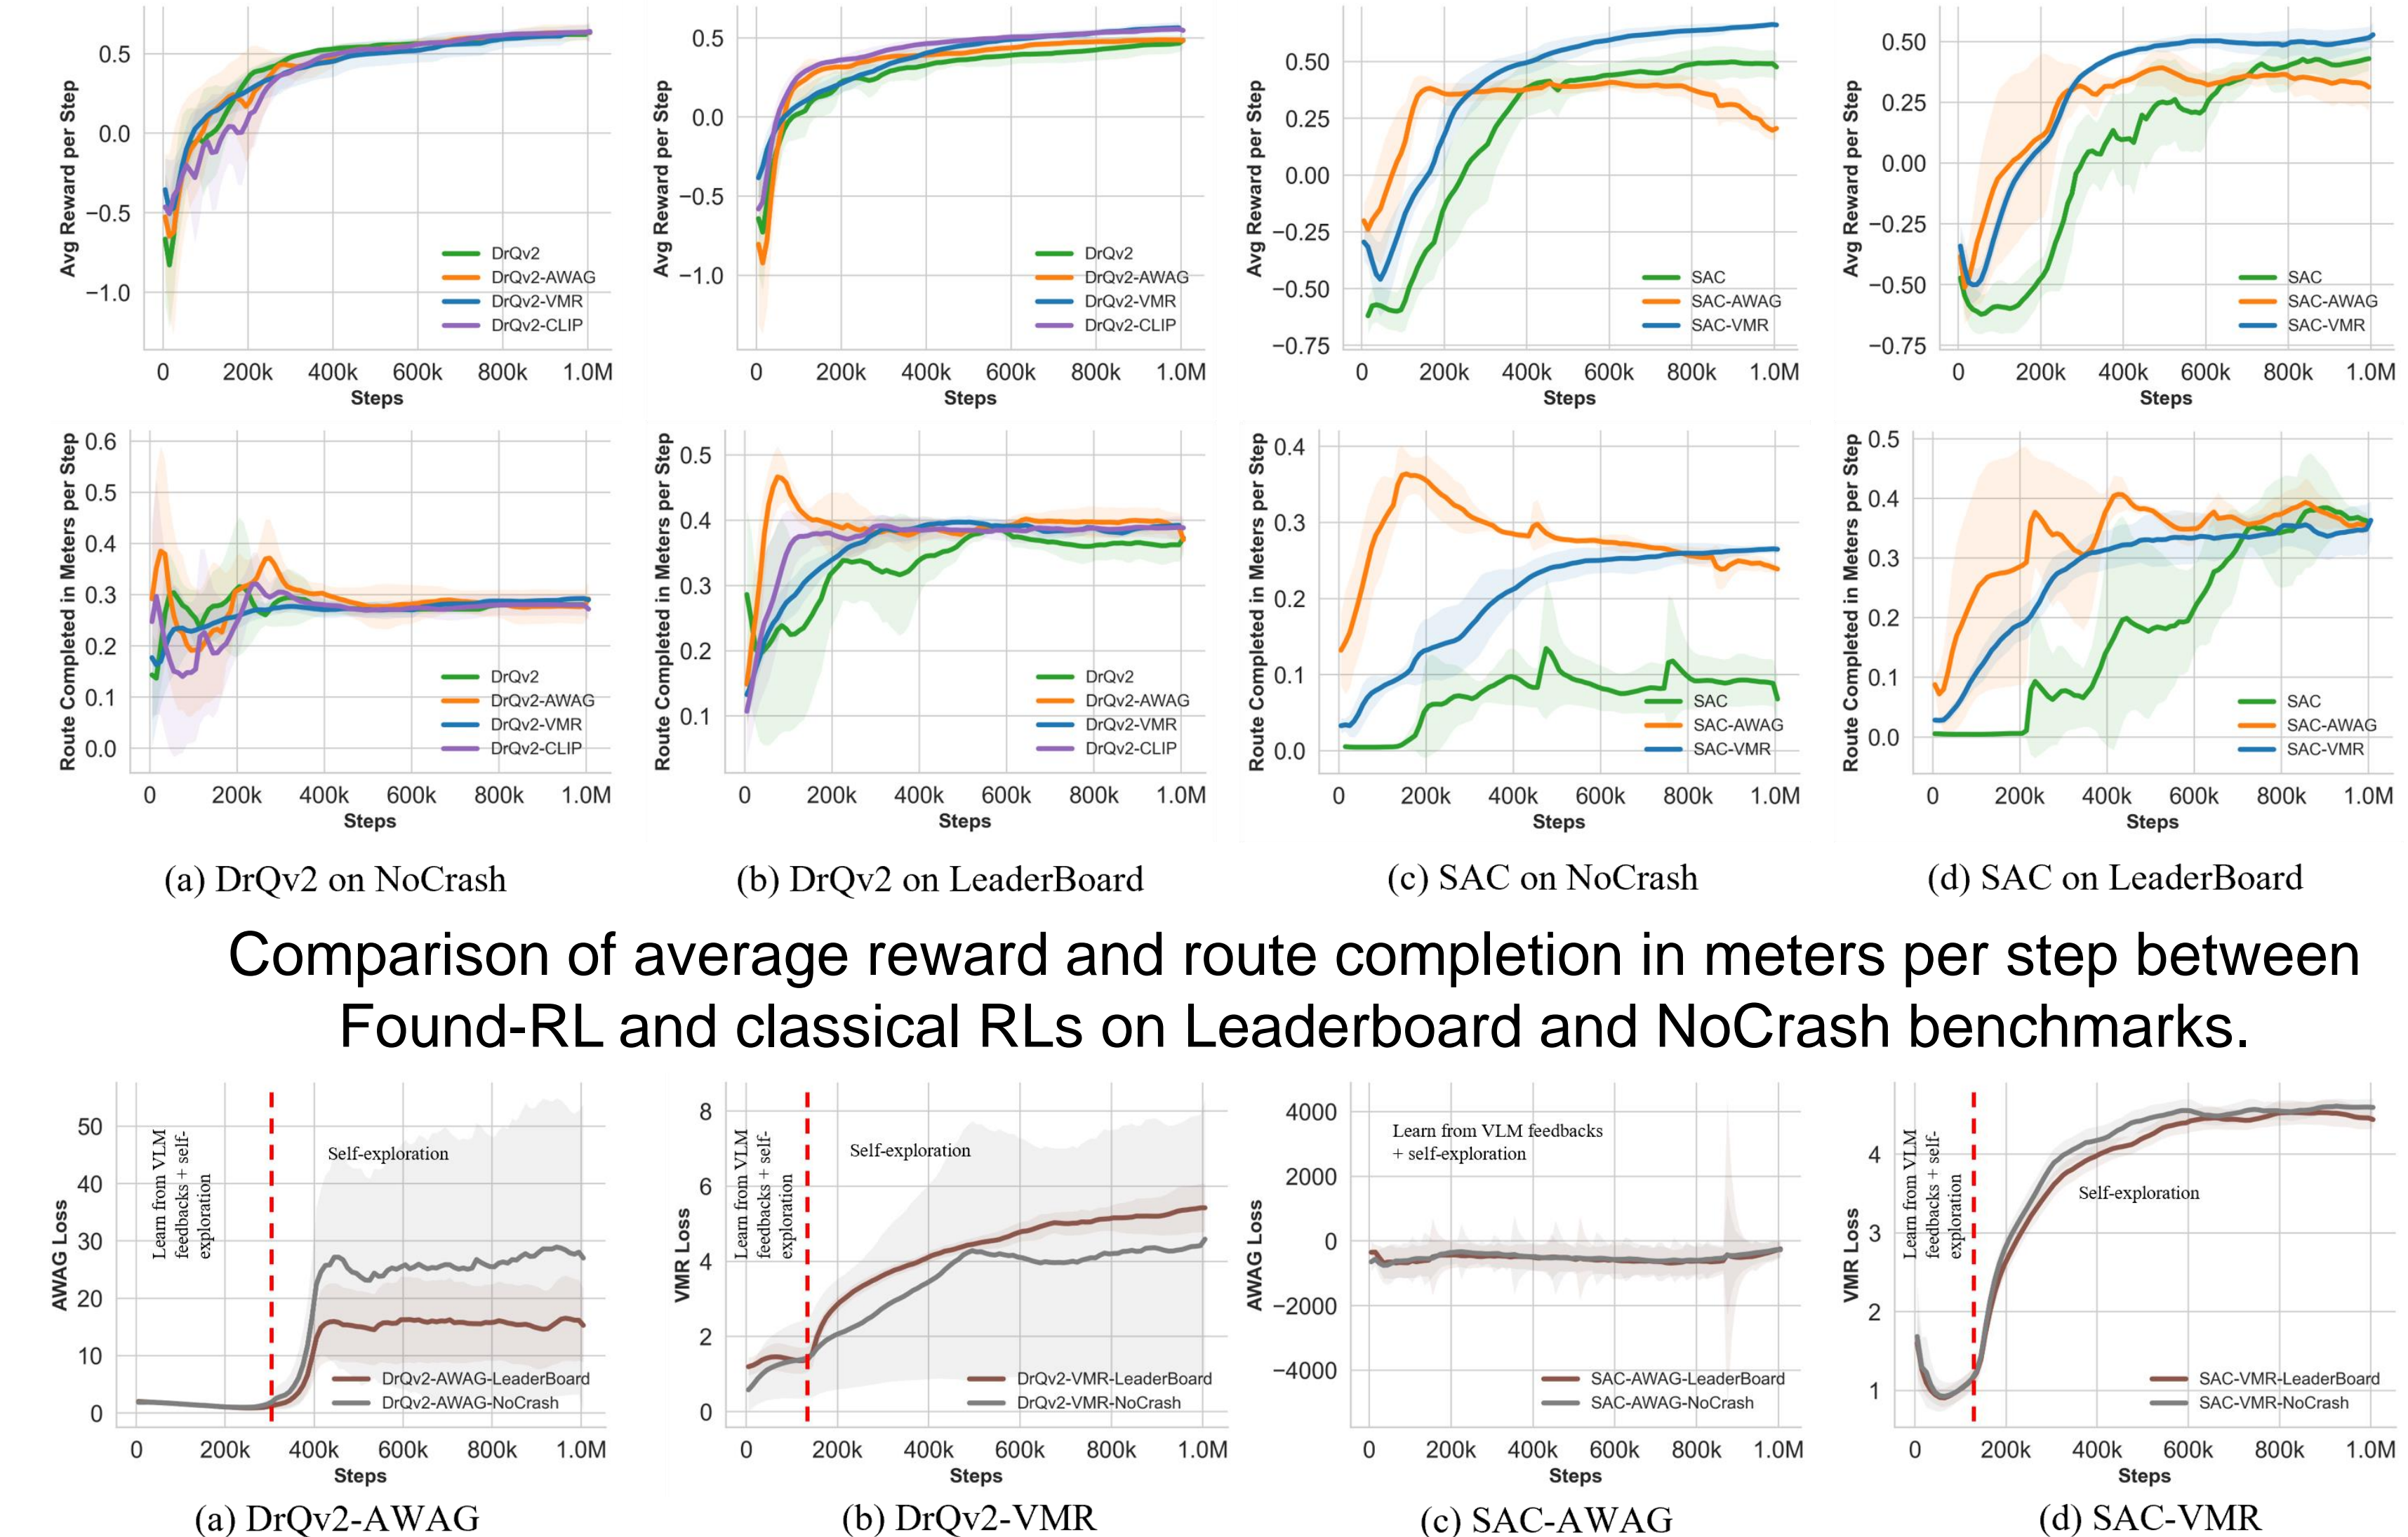 Avg Reward per Step
0.5
0.0
−0.5
−1.0
DrQv2
DrQv2-AWAG
DrQv2-VMR
DrQv2-CLIP
0 200k 400k 600k 800k 1.0M
Steps
Avg Reward per Step
0.5
0.0
−0.5
−1.0
DrQv2
DrQv2-AWAG
DrQv2-VMR
DrQv2-CLIP
0 200k 400k 600k 800k 1.0M
Steps
Avg Reward per Step
0.50
0.25
0.00
−0.25
−0.50
−0.75
SAC
SAC-AWAG
SAC-VMR
0 200k 400k 600k 800k 1.0M
Steps
Avg Reward per Step
0.50
0.25
0.00
−0.25
−0.50
−0.75
SAC
SAC-AWAG
SAC-VMR
0 200k 400k 600k 800k 1.0M
Steps
Route Completed in Meters per Step
0.6
0.5
0.4
0.3
0.2
0.1
0.0
DrQv2
DrQv2-AWAG
DrQv2-VMR
DrQv2-CLIP
0 200k 400k 600k 800k 1.0M
Steps
Route Completed in Meters per Step
0.5
0.4
0.3
0.2
0.1
DrQv2
DrQv2-AWAG
DrQv2-VMR
DrQv2-CLIP
0 200k 400k 600k 800k 1.0M
Steps
Route Completed in Meters per Step
0.4
0.3
0.2
0.1
0.0
SAC
SAC-AWAG
SAC-VMR
0 200k 400k 600k 800k 1.0M
Steps
Route Completed in Meters per Step
0.5
0.4
0.3
0.2
0.1
0.0
SAC
SAC-AWAG
SAC-VMR
0 200k 400k 600k 800k 1.0M
Steps
(a) DrQv2 on NoCrash
(b) DrQv2 on LeaderBoard
(c) SAC on NoCrash
(d) SAC on LeaderBoard
Comparison of average reward and route completion in meters per step between
Found-RL and classical RLs on Leaderboard and NoCrash benchmarks.
AWAG Loss
50
40
30
20
10
0
Learn from VLM
feedbacks + self-
exploration
Self-exploration
DrQv2-AWAG-LeaderBoard
DrQv2-AWAG-NoCrash
0 200k 400k 600k 800k 1.0M
Steps
VMR Loss
8
6
4
2
0
Learn from VLM
feedbacks + self-
exploration
Self-exploration
DrQv2-VMR-LeaderBoard
DrQv2-VMR-NoCrash
0 200k 400k 600k 800k 1.0M
Steps
AWAG Loss
4000
2000
0
−2000
−4000
Learn from VLM feedbacks
+ self-exploration
SAC-AWAG-LeaderBoard
SAC-AWAG-NoCrash
0 200k 400k 600k 800k 1.0M
Steps
VMR Loss
4
3
2
1
Learn from VLM
feedbacks + self-
exploration
Self-exploration
SAC-VMR-LeaderBoard
SAC-VMR-NoCrash
0 200k 400k 600k 800k 1.0M
Steps
(a) DrQv2-AWAG
(b) DrQv2-VMR
(c) SAC-AWAG
(d) SAC-VMR